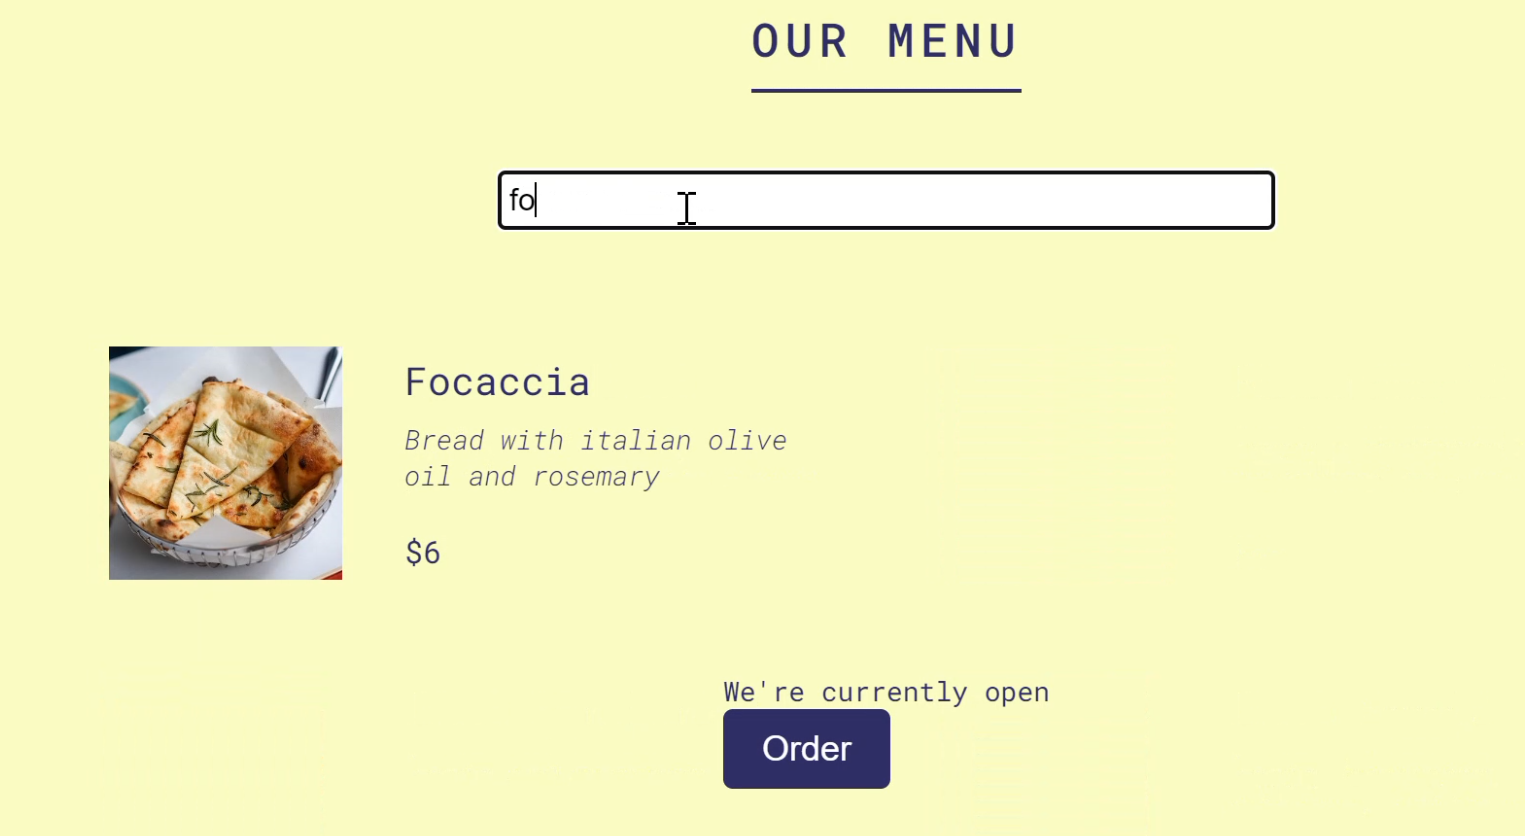 OUR MENU
fo
Focaccia
Bread with italian olive
oil and rosemary
$6
We're currently open
Order